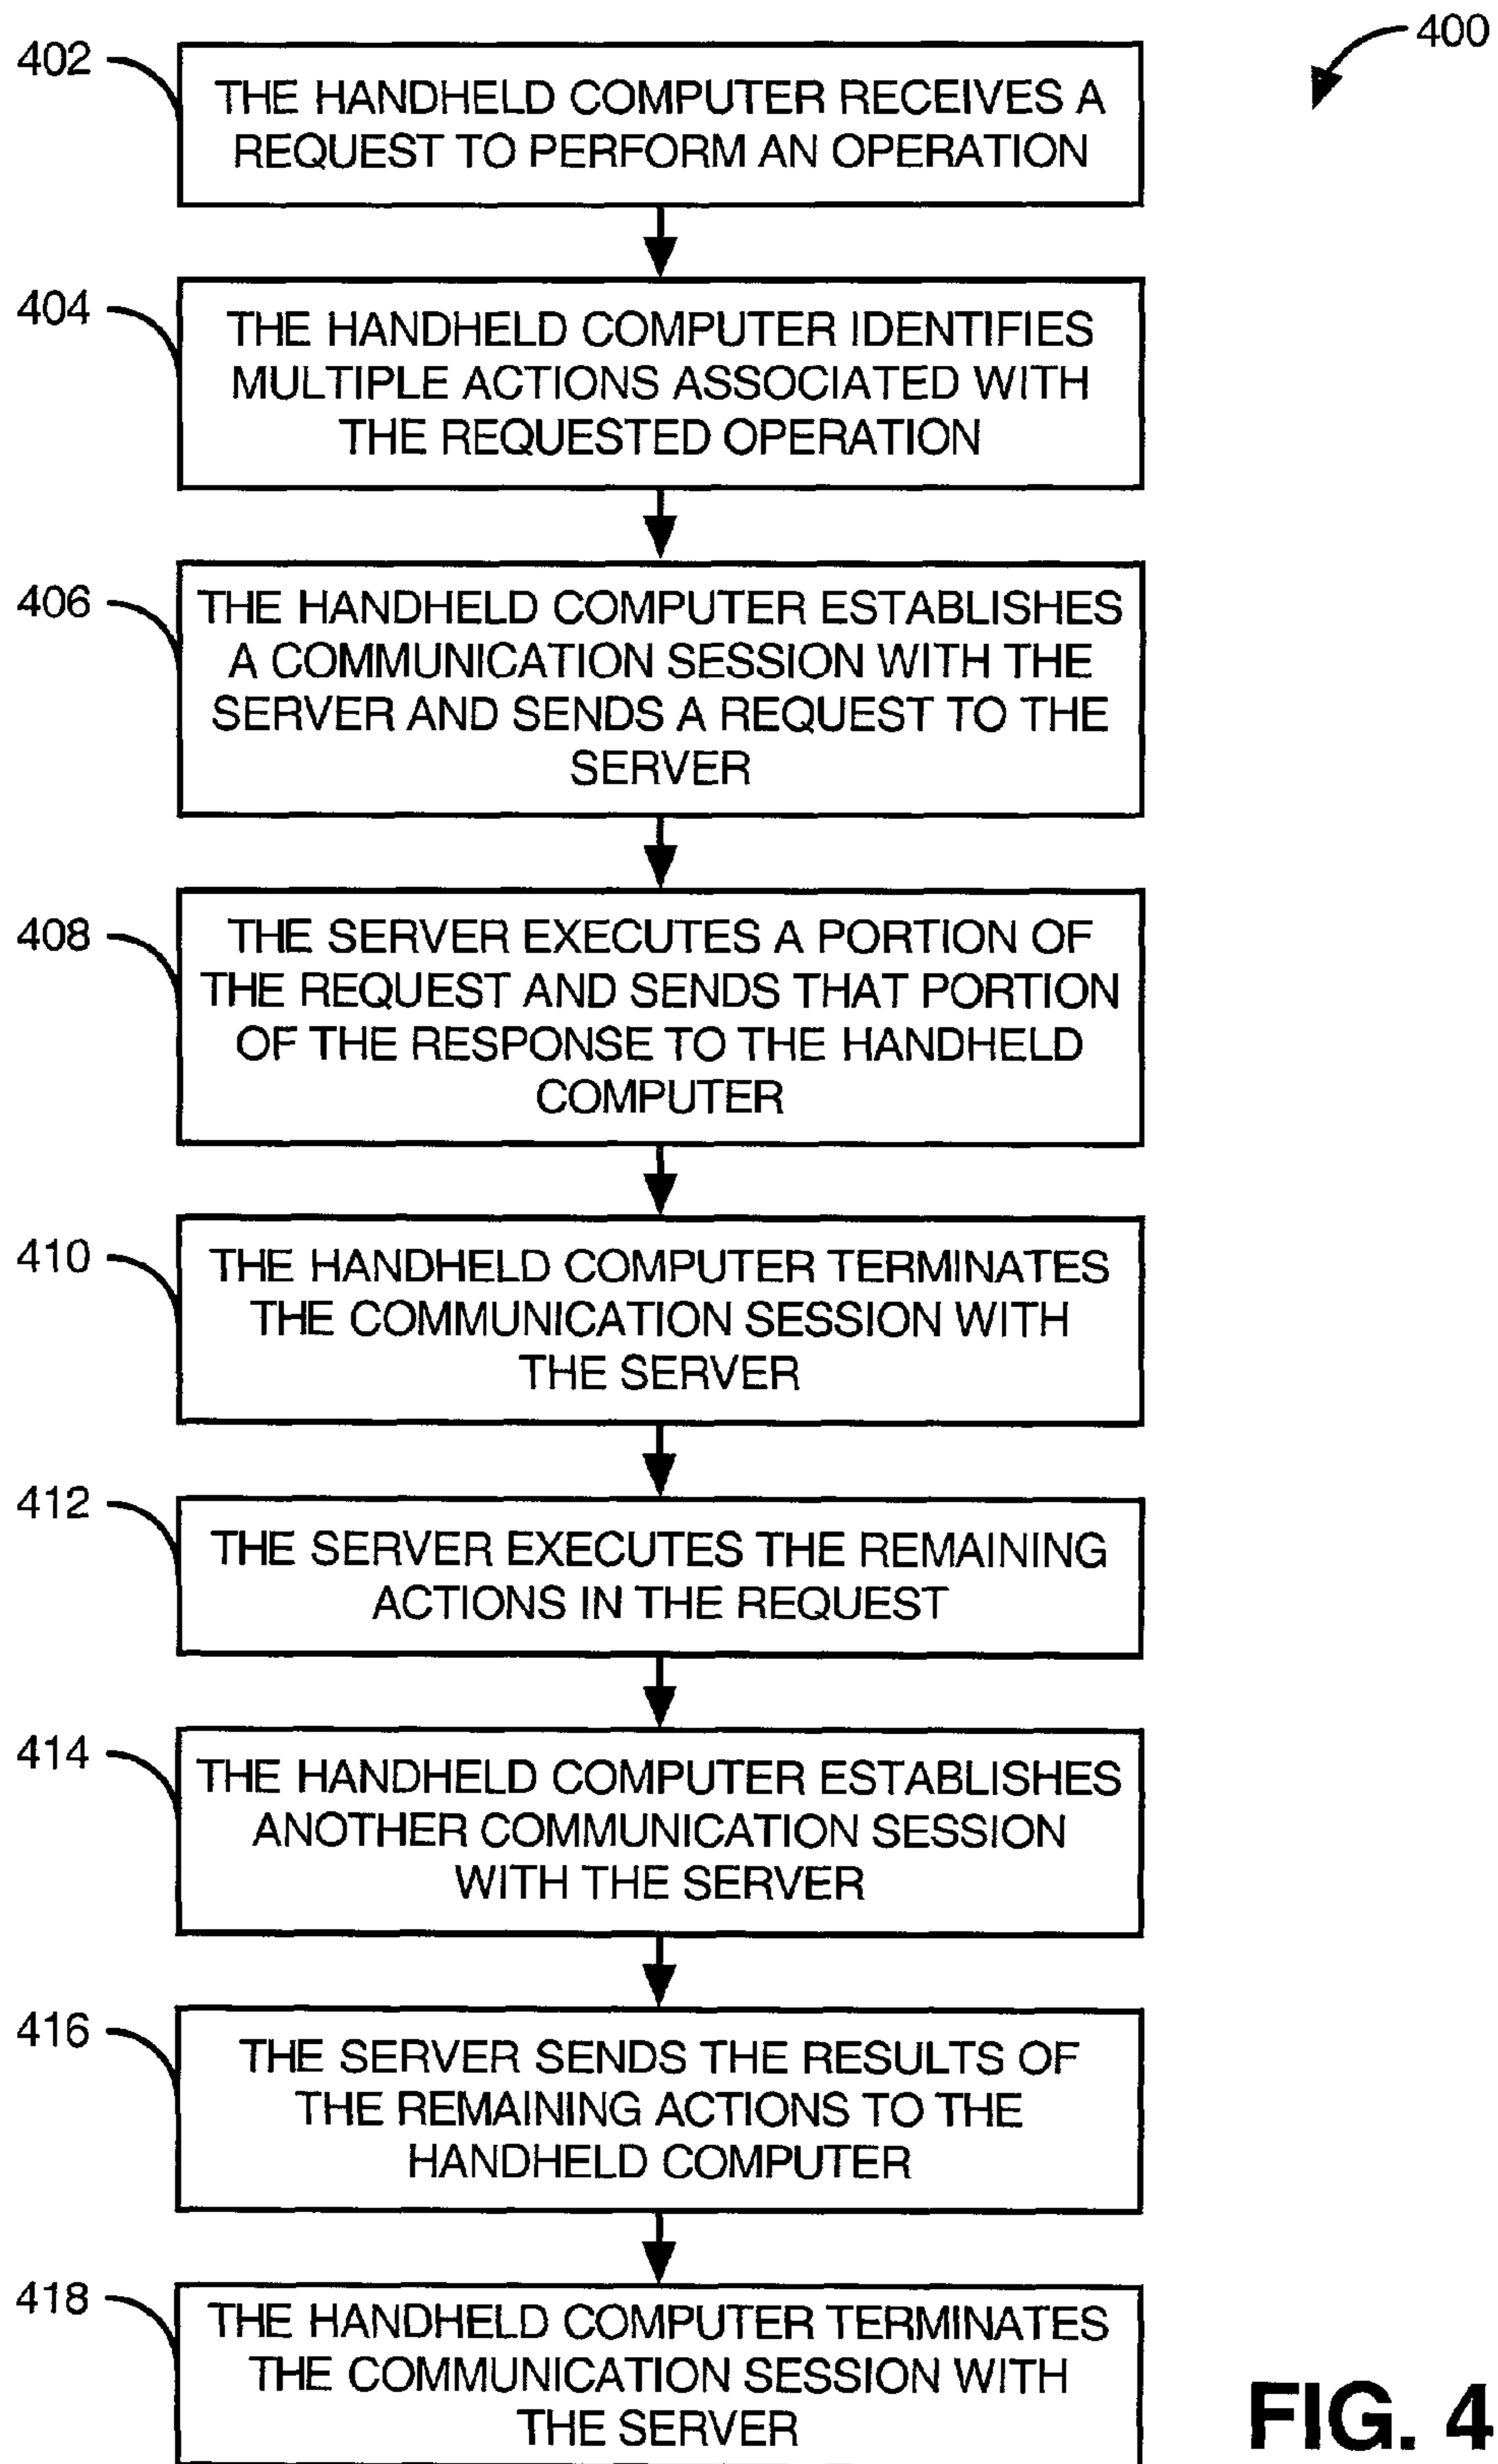 400
402
THE HANDHELD COMPUTER RECEIVES A
REQUEST TO PERFORM AN OPERATION
404
THE HANDHELD COMPUTER IDENTIFIES
MULTIPLE ACTIONS ASSOCIATED WITH
THE REQUESTED OPERATION
406
THE HANDHELD COMPUTER ESTABLISHES
A COMMUNICATION SESSION WITH THE
SERVER AND SENDS A REQUEST TO THE
SERVER
408
THE SERVER EXECUTES A PORTION OF
THE REQUEST AND SENDS THAT PORTION
OF THE RESPONSE TO THE HANDHELD
COMPUTER
410
THE HANDHELD COMPUTER TERMINATES
THE COMMUNICATION SESSION WITH
THE SERVER
412
THE SERVER EXECUTES THE REMAINING
ACTIONS IN THE REQUEST
414
THE HANDHELD COMPUTER ESTABLISHES
ANOTHER COMMUNICATION SESSION
WITH THE SERVER
416
THE SERVER SENDS THE RESULTS OF
THE REMAINING ACTIONS TO THE
HANDHELD COMPUTER
418
THE HANDHELD COMPUTER TERMINATES
THE COMMUNICATION SESSION WITH
THE SERVER
FIG. 4